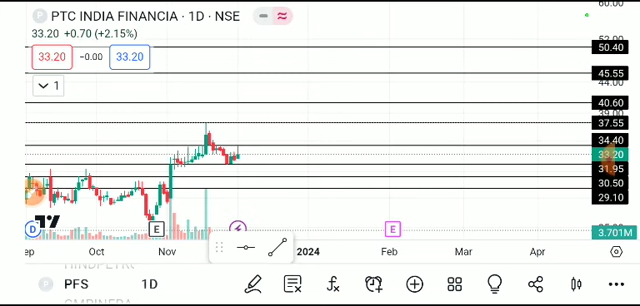 PTC INDIA FINANCIA · 1D · NSE
33.20 +0.70 (+2.15%)
33.20 −0.00 33.20
1
60.00
50.40
45.55
44.00
40.60
39.00
37.55
34.40
33.20
31.95
30.50
29.10
3.701M
D
E
E
Oct Nov 2024 Feb Mar Apr
PFS 1D